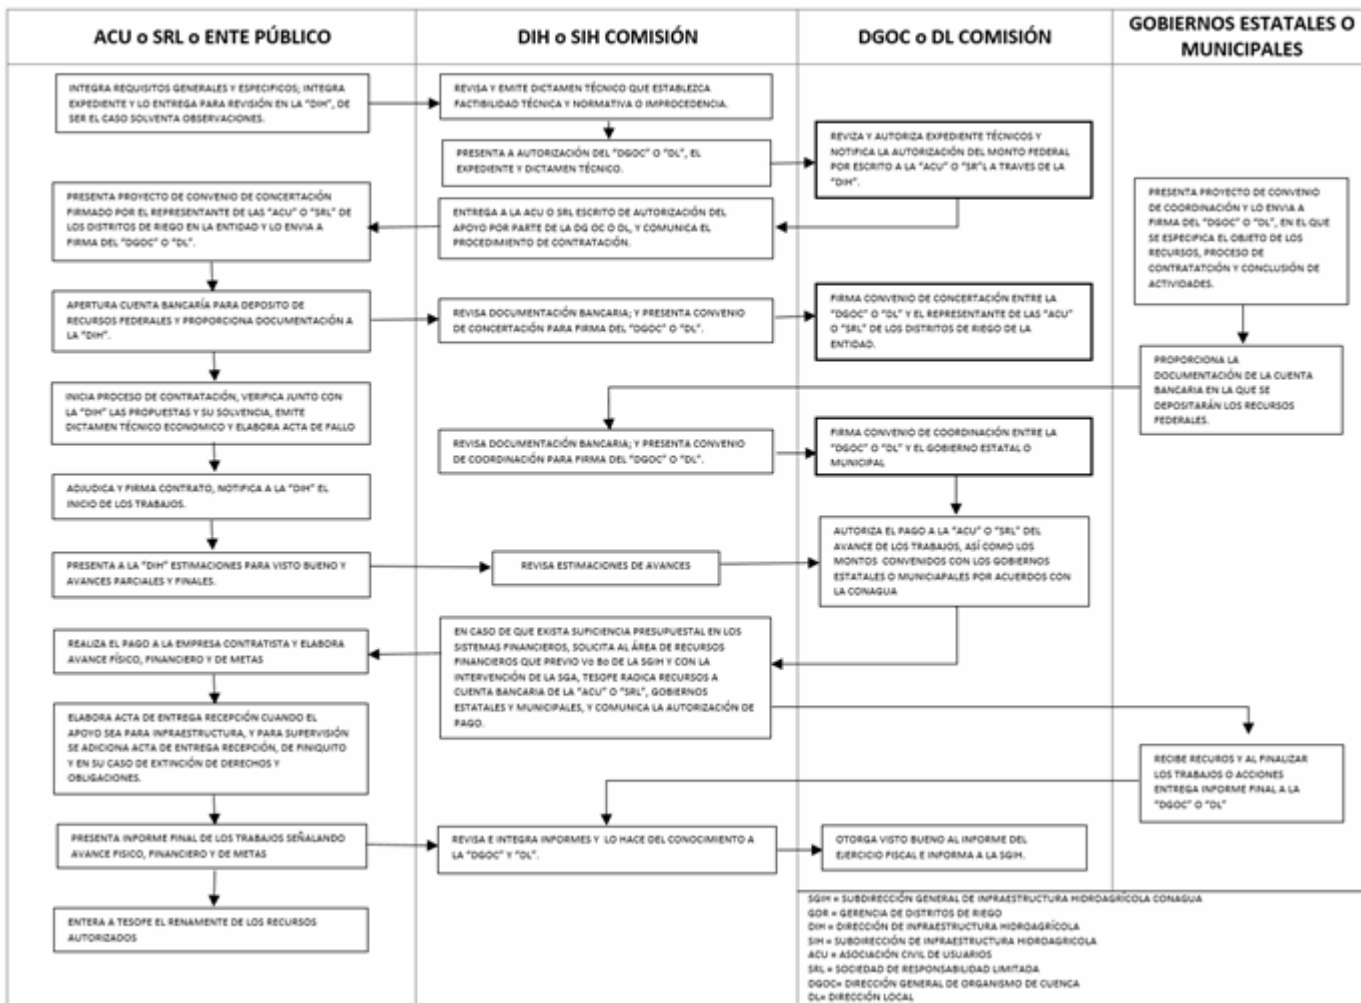 ACU o SRL o ENTE PÚBLICO
DIH o SIH COMISIÓN
DGOC o DL COMISIÓN
GOBIERNOS ESTATALES O
MUNICIPALES
INTEGRA REQUISITOS GENERALES Y ESPECIFICOS; INTEGRA
EXPEDIENTE Y LO ENTREGA PARA REVISIÓN EN LA "DIH", DE
SER EL CASO SOLVENTA OBSERVACIONES.
REVISA Y EMITE DICTAMEN TÉCNICO QUE ESTABLEZCA
FACTIBILIDAD TÉCNICA Y NORMATIVA O IMPROCEDENCIA.
PRESENTA A AUTORIZACIÓN DEL "DGOC" O "DL", EL
EXPEDIENTE Y DICTAMEN TÉCNICO.
REVIZA Y AUTORIZA EXPEDIENTE TÉCNICOS Y
NOTIFICA LA AUTORIZACIÓN DEL MONTO FEDERAL
POR ESCRITO A LA "ACU" O "SR"L A TRAVES DE LA
"DIH".
PRESENTA PROYECTO DE CONVENIO DE CONCERTACIÓN
FIRMADO POR EL REPRESENTANTE DE LAS "ACU" O "SRL" DE
LOS DISTRITOS DE RIEGO EN LA ENTIDAD Y LO ENVIA A
FIRMA DEL "DGOC" O "DL".
ENTREGA A LA ACU O SRL ESCRITO DE AUTORIZACIÓN DEL
APOYO POR PARTE DE LA DG OC O DL, Y COMUNICA EL
PROCEDIMIENTO DE CONTRATACIÓN.
PRESENTA PROYECTO DE CONVENIO DE
COORDINACIÓN Y LO ENVIA A
FIRMA DEL "DGOC" O "DL", EN EL QUE
SE ESPECIFICA EL OBJETO DE LOS
RECURSOS, PROCESO DE
CONTRATATCIÓN Y CONCLUSIÓN DE
ACTIVIDADES.
APERTURA CUENTA BANCARÍA PARA DEPOSITO DE
RECURSOS FEDERALES Y PROPORCIONA DOCUMENTACIÓN A
LA "DIH".
REVISA DOCUMENTACIÓN BANCARIA; Y PRESENTA CONVENIO
DE CONCERTACIÓN PARA FIRMA DEL "DGOC" O "DL".
FIRMA CONVENIO DE CONCERTACIÓN ENTRE LA
"DGOC" O "DL" Y EL REPRESENTANTE DE LAS "ACU"
O "SRL" DE LOS DISTRITOS DE RIEGO DE LA
ENTIDAD.
PROPORCIONA LA
DOCUMENTACIÓN DE LA CUENTA
BANCARIA EN LA QUE SE
DEPOSITARÁN LOS RECURSOS
FEDERALES.
INICIA PROCESO DE CONTRATACIÓN, VERIFICA JUNTO CON
LA "DIH" LAS PROPUESTAS Y SU SOLVENCIA, EMITE
DICTAMEN TÉCNICO ECONOMICO Y ELABORA ACTA DE FALLO
REVISA DOCUMENTACIÓN BANCARIA; Y PRESENTA CONVENIO
DE COORDINACIÓN PARA FIRMA DEL "DGOC" O "DL".
FIRMA CONVENIO DE COORDINACIÓN ENTRE LA
"DGOC" O "DL" Y EL GOBIERNO ESTATAL O
MUNICIPAL
ADJUDICA Y FIRMA CONTRATO, NOTIFICA A LA "DIH" EL
INICIO DE LOS TRABAJOS.
PRESENTA A LA "DIH" ESTIMACIONES PARA VISTO BUENO Y
AVANCES PARCIALES Y FINALES.
REVISA ESTIMACIONES DE AVANCES
AUTORIZA EL PAGO A LA "ACU" O "SRL" DEL
AVANCE DE LOS TRABAJOS, ASÍ COMO LOS
MONTOS CONVENIDOS CON LOS GOBIERNOS
ESTATALES O MUNICIAPALES POR ACUERDOS CON
LA CONAGUA
REALIZA EL PAGO A LA EMPRESA CONTRATISTA Y ELABORA
AVANCE FÍSICO, FINANCIERO Y DE METAS
EN CASO DE QUE EXISTA SUFICIENCIA PRESUPUESTAL EN LOS
SISTEMAS FINANCIEROS, SOLICITA AL ÁREA DE RECURSOS
FINANCIEROS QUE PREVIO Vo Bo DE LA SGIH Y CON LA
INTERVENCIÓN DE LA SGA, TESOFE RADICA RECURSOS A
CUENTA BANCARIA DE LA "ACU" O "SRL", GOBIERNOS
ESTATALES Y MUNICIPALES, Y COMUNICA LA AUTORIZACIÓN DE
PAGO.
ELABORA ACTA DE ENTREGA RECEPCIÓN CUANDO EL
APOYO SEA PARA INFRAESTRUCTURA, Y PARA SUPERVISIÓN
SE ADICIONA ACTA DE ENTREGA RECEPCIÓN, DE FINIQUITO
Y EN SU CASO DE EXTINCIÓN DE DERECHOS Y
OBLIGACIONES.
RECIBE RECUROS Y AL FINALIZAR
LOS TRABAJOS O ACCIONES
ENTREGA INFORME FINAL A LA
"DGOC" O "DL"
PRESENTA INFORME FINAL DE LOS TRABAJOS SEÑALANDO
AVANCE FISICO, FINANCIERO Y DE METAS
REVISA E INTEGRA INFORMES Y LO HACE DEL CONOCIMIENTO A
LA "DGOC" Y "DL".
OTORGA VISTO BUENO AL INFORME DEL
EJERCICIO FISCAL E INFORMA A LA SGIH.
ENTERA A TESOFE EL RENAMENTE DE LOS RECURSOS
AUTORIZADOS
SGIH = SUBDIRECCIÓN GENERAL DE INFRAESTRUCTURA HIDROAGRÍCOLA CONAGUA
GDR = GERENCIA DE DISTRITOS DE RIEGO
DIH = DIRECCIÓN DE INFRAESTRUCTURA HIDROAGRÍCOLA
SIH = SUBDIRECCIÓN DE INFRAESTRUCTURA HIDROAGRICOLA
ACU = ASOCIACIÓN CIVIL DE USUARIOS
SRL = SOCIEDAD DE RESPONSABILIDAD LIMITADA
DGOC= DIRECCIÓN GENERAL DE ORGANISMO DE CUENCA
DL= DIRECCIÓN LOCAL